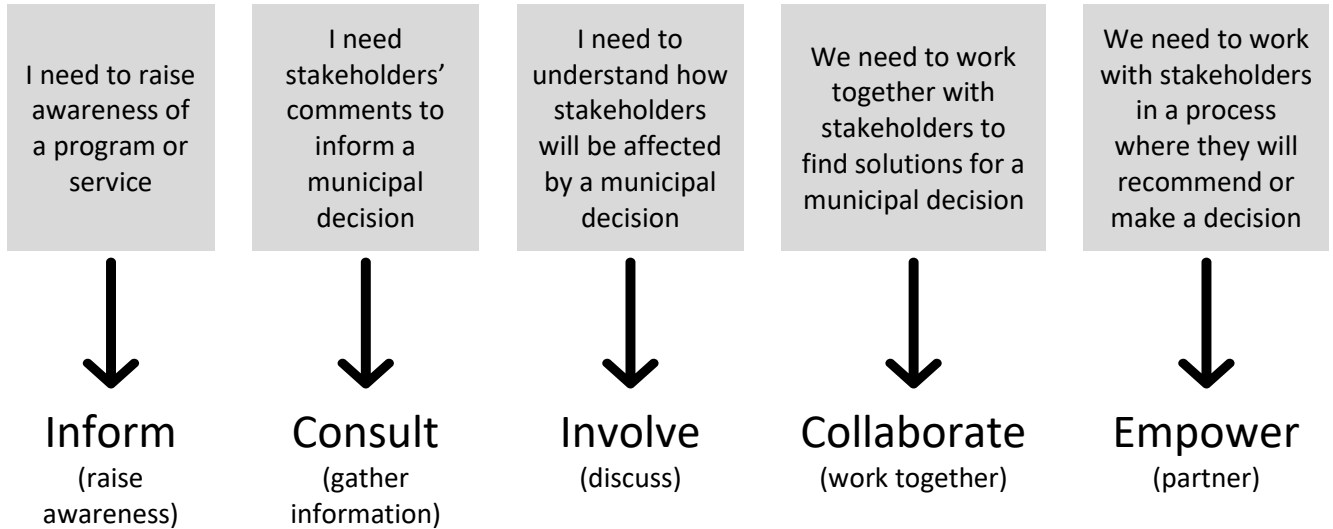 I need to raise
awareness of
a program or
service
I need
stakeholders’
comments to
inform a
municipal
decision
I need to
understand how
stakeholders
will be affected
by a municipal
decision
We need to work
together with
stakeholders to
find solutions for a
municipal decision
We need to work
with stakeholders
in a process
where they will
recommend or
make a decision
Inform
(raise
awareness)
Consult
(gather
information)
Involve
(discuss)
Collaborate
(work together)
Empower
(partner)